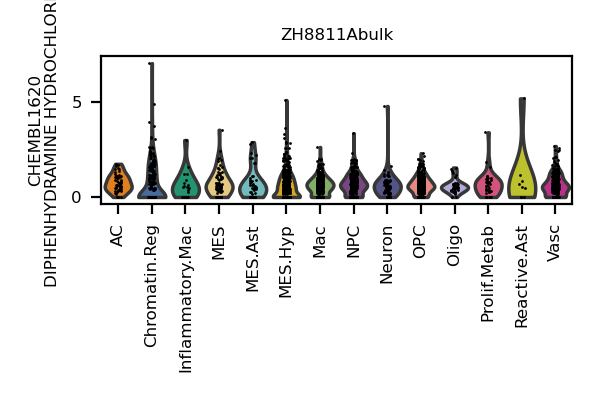 ZH8811Abulk
CHEMBL1620
DIPHENHYDRAMINE HYDROCHLOR
5
0
AC
Chromatin.Reg
Inflammatory.Mac
MES
MES.Ast
MES.Hyp
Mac
NPC
Neuron
OPC
Oligo
Prolif.Metab
Reactive.Ast
Vasc